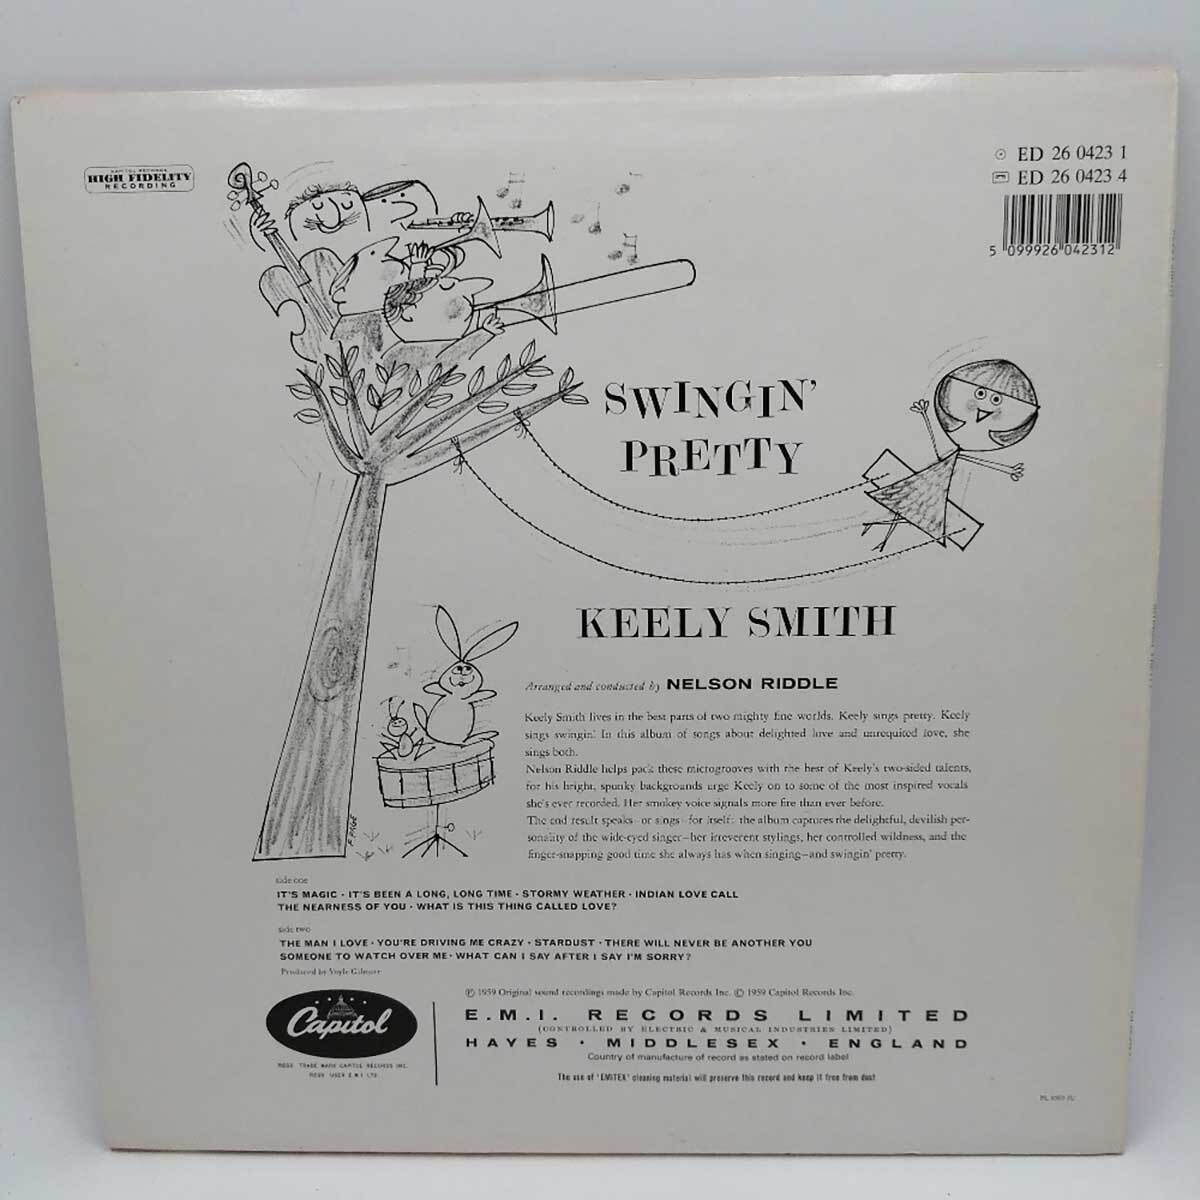 CAPITOL RECORDS
HIGH FIDELITY
RECORDING
ED 26 0423 1
ED 26 0423 4
5 099926 042312
SWINGIN'
PRETTY
KEELY SMITH
Arranged and conducted by NELSON RIDDLE
Keely Smith lives in the best parts of two mighty fine worlds. Keely sings pretty. Keely
sings swingin'. In this album of songs about delighted love and unrequited love, she
sings both.
Nelson Riddle helps pack these microgrooves with the best of Keely's two-sided talents,
for his bright, spunky backgrounds urge Keely on to some of the most inspired vocals
she's ever recorded. Her smokey voice signals more fire than ever before.
The end result speaks—or sings—for itself: the album captures the delightful, devilish per-
sonality of the wide-eyed singer—her irreverent stylings, her controlled wildness, and the
finger-snapping good time she always has when singing—and swingin' pretty.
F. PAGE
side one
IT'S MAGIC · IT'S BEEN A LONG, LONG TIME · STORMY WEATHER · INDIAN LOVE CALL
THE NEARNESS OF YOU · WHAT IS THIS THING CALLED LOVE?
side two
THE MAN I LOVE · YOU'RE DRIVING ME CRAZY · STARDUST · THERE WILL NEVER BE ANOTHER YOU
SOMEONE TO WATCH OVER ME · WHAT CAN I SAY AFTER I SAY I'M SORRY?
Produced by Voyle Gilmore
Capitol
REGD. TRADE MARK CAPITOL RECORDS INC.
REGD. USER E.M.I. LTD.
℗ 1959 Original sound recordings made by Capitol Records Inc. © 1959 Capitol Records Inc.
E.M.I. RECORDS LIMITED
(CONTROLLED BY ELECTRIC & MUSICAL INDUSTRIES LIMITED)
HAYES · MIDDLESEX · ENGLAND
Country of manufacture of record as stated on record label
The use of 'EMITEX' cleaning material will preserve this record and keep it free from dust